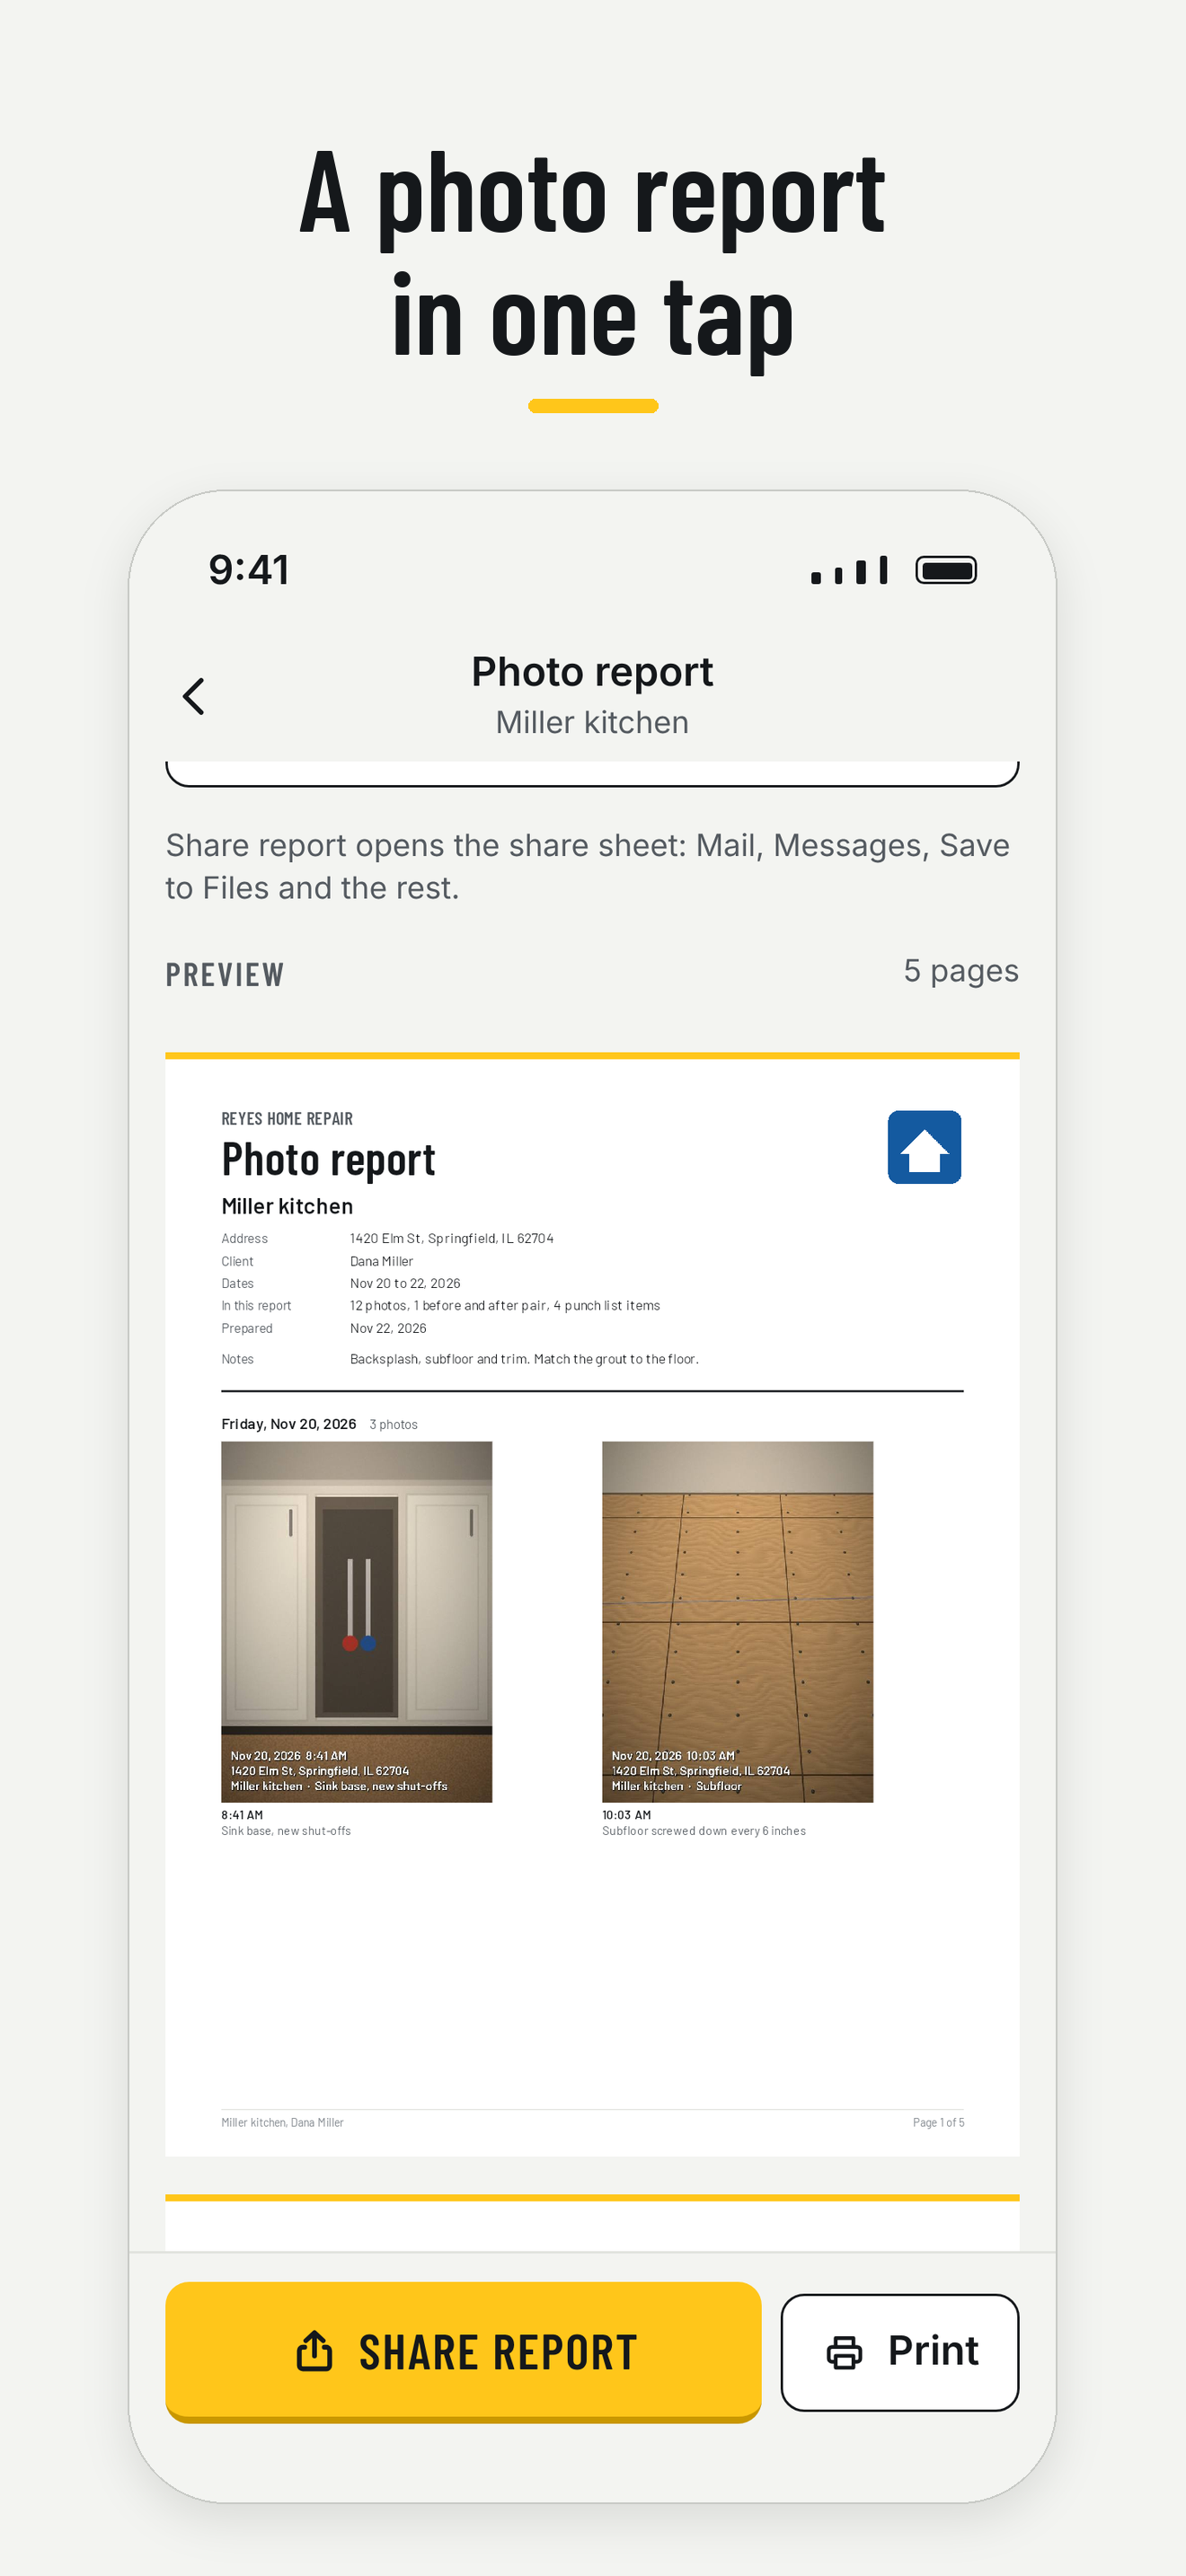 A photo report
in one tap
9:41
Photo report
Miller kitchen
Share report opens the share sheet: Mail, Messages, Save
to Files and the rest.
PREVIEW 5 pages
REYES HOME REPAIR
Photo report
Miller kitchen
Address 1420 Elm St, Springfield, IL 62704
Client Dana Miller
Dates Nov 20 to 22, 2026
In this report 12 photos, 1 before and after pair, 4 punch list items
Prepared Nov 22, 2026
Notes Backsplash, subfloor and trim. Match the grout to the floor.
Friday, Nov 20, 2026 3 photos
Nov 20, 2026 8:41 AM
1420 Elm St, Springfield, IL 62704
Miller kitchen · Sink base, new shut-offs
8:41 AM
Sink base, new shut-offs
Nov 20, 2026 10:03 AM
1420 Elm St, Springfield, IL 62704
Miller kitchen · Subfloor
10:03 AM
Subfloor screwed down every 6 inches
Miller kitchen, Dana Miller Page 1 of 5
SHARE REPORT Print